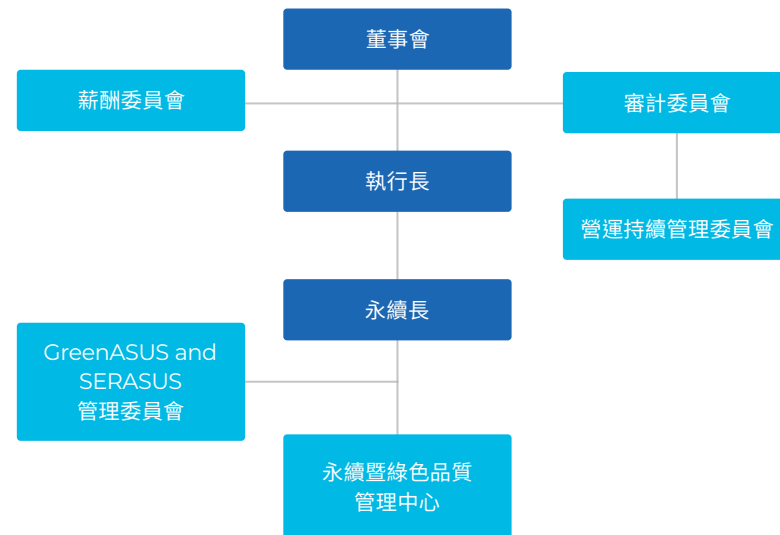 董事會
薪酬委員會
審計委員會
執行長
營運持續管理委員會
永續長
GreenASUS and
SERASUS
管理委員會
永續暨綠色品質
管理中心